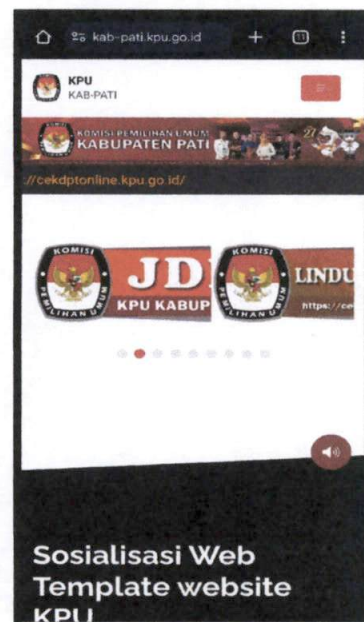 kab-pati.kpu.go.id
KPU
KAB-PATI
KOMISI PEMILIHAN UMUM
KABUPATEN PATI
://cekdptonline.kpu.go.id/
KOMISI
PEMILIHAN UMUM
JD
KPU KABUP
KOMISI
PEMILIHAN UMUM
LINDU
https://ce
Sosialisasi Web
Template website
KPU